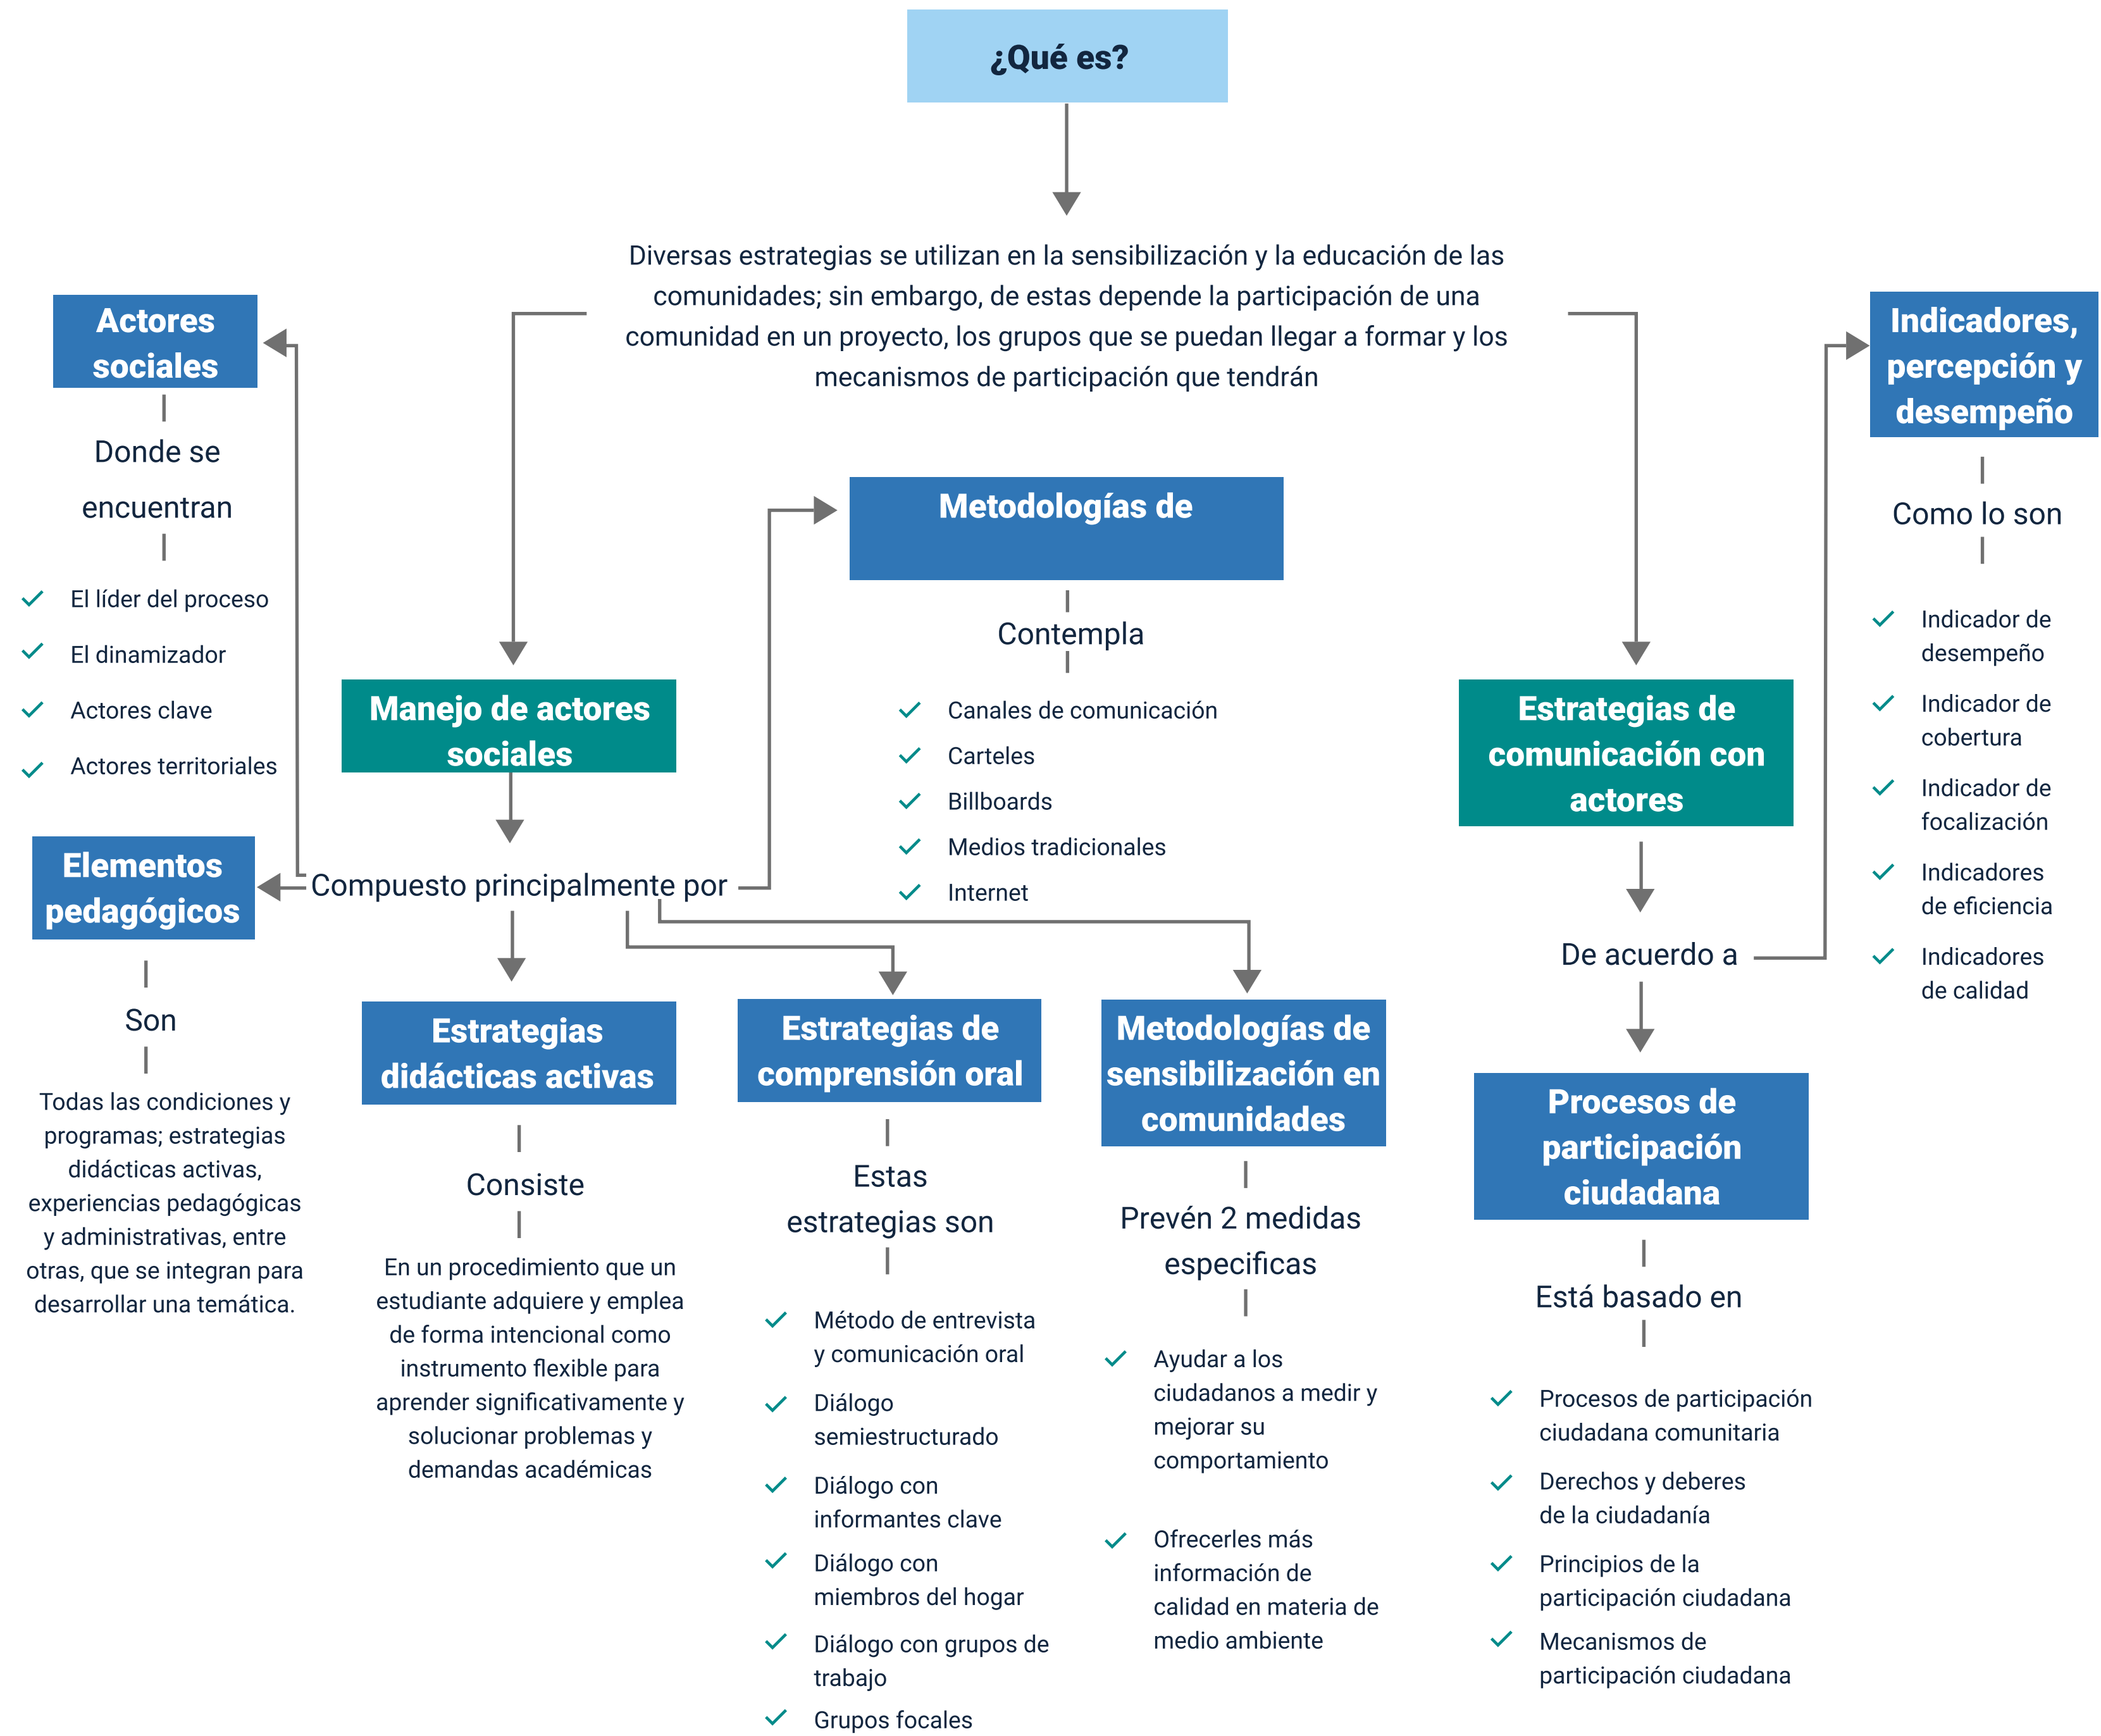 ¿Qué es?
Diversas estrategias se utilizan en la sensibilización y la educación de las
comunidades; sin embargo, de estas depende la participación de una
comunidad en un proyecto, los grupos que se puedan llegar a formar y los
mecanismos de participación que tendrán
Actores
sociales
Donde se
encuentran
El líder del proceso
El dinamizador
Actores clave
Actores territoriales
Manejo de actores
sociales
Compuesto principalmente por
Elementos
pedagógicos
Son
Todas las condiciones y
programas; estrategias
didácticas activas,
experiencias pedagógicas
y administrativas, entre
otras, que se integran para
desarrollar una temática.
Estrategias
didácticas activas
Consiste
En un procedimiento que un
estudiante adquiere y emplea
de forma intencional como
instrumento flexible para
aprender significativamente y
solucionar problemas y
demandas académicas
Metodologías de
Contempla
Canales de comunicación
Carteles
Billboards
Medios tradicionales
Internet
Estrategias de
comprensión oral
Estas
estrategias son
Método de entrevista
y comunicación oral
Diálogo
semiestructurado
Diálogo con
informantes clave
Diálogo con
miembros del hogar
Diálogo con grupos de
trabajo
Grupos focales
Metodologías de
sensibilización en
comunidades
Prevén 2 medidas
especificas
Ayudar a los
ciudadanos a medir y
mejorar su
comportamiento
Ofrecerles más
información de
calidad en materia de
medio ambiente
Estrategias de
comunicación con
actores
De acuerdo a
Procesos de
participación
ciudadana
Está basado en
Procesos de participación
ciudadana comunitaria
Derechos y deberes
de la ciudadanía
Principios de la
participación ciudadana
Mecanismos de
participación ciudadana
Indicadores,
percepción y
desempeño
Como lo son
Indicador de
desempeño
Indicador de
cobertura
Indicador de
focalización
Indicadores
de eficiencia
Indicadores
de calidad